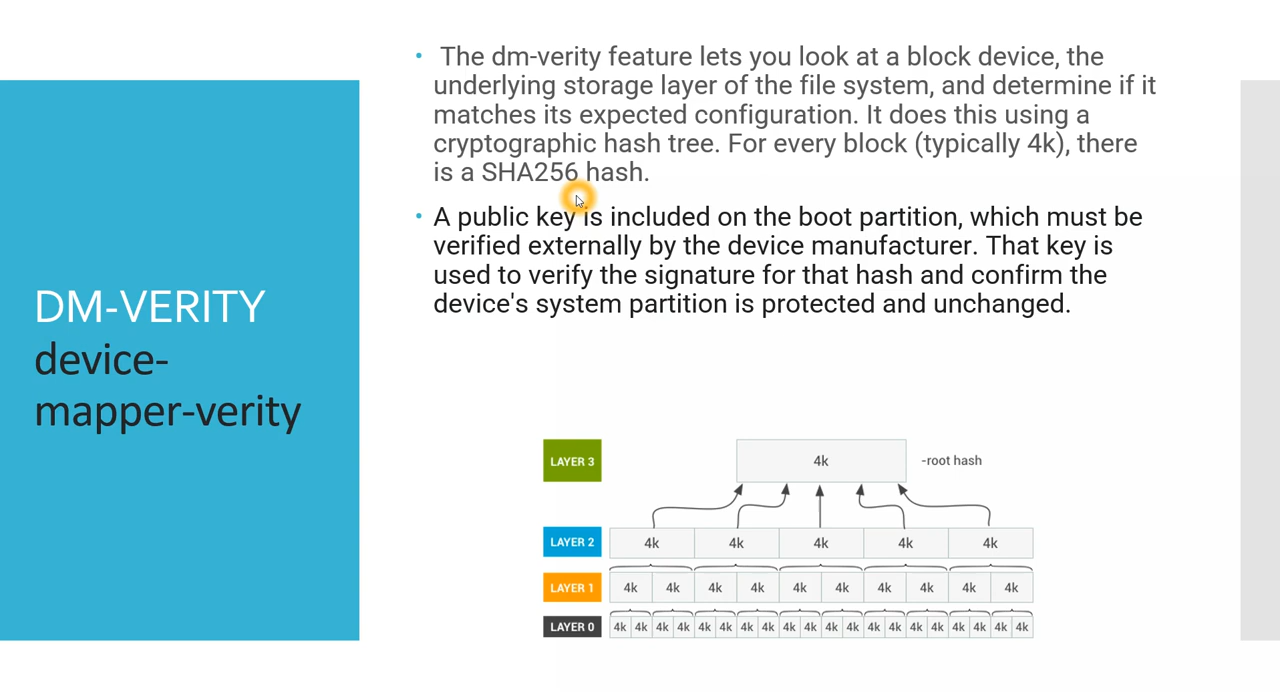 DM-VERITY
device-
mapper-verity
• The dm-verity feature lets you look at a block device, the
underlying storage layer of the file system, and determine if it
matches its expected configuration. It does this using a
cryptographic hash tree. For every block (typically 4k), there
is a SHA256 hash.
• A public key is included on the boot partition, which must be
verified externally by the device manufacturer. That key is
used to verify the signature for that hash and confirm the
device's system partition is protected and unchanged.
LAYER 3 4k -root hash
LAYER 2 4k 4k 4k 4k 4k
LAYER 1 4k 4k 4k 4k 4k 4k 4k 4k 4k 4k
LAYER 0 4k 4k 4k 4k 4k 4k 4k 4k 4k 4k 4k 4k 4k 4k 4k 4k 4k 4k 4k 4k